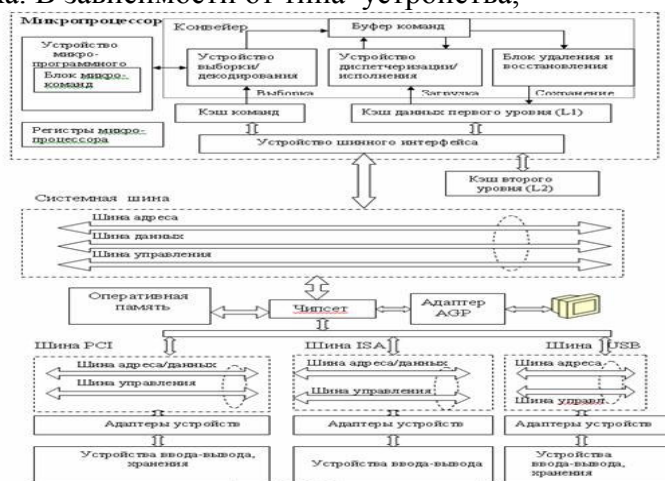 В зависимости от типа устройства,
Микропроцессор
Конвейер
Буфер команд
Устройство
микро-
программного
Блок микро-
команд
Устройство
выборки/
декодирования
Устройство
диспетчеризации/
исполнения
Блок удаления и
восстановления
Выборка
Загрузка
Сохранение
Кэш команд
Кэш данных первого уровня (L1)
Регистры микро-
процессора
Устройство шинного интерфейса
Кэш второго
уровня (L2)
Системная шина
Шина адреса
Шина данных
Шина управления
Оперативная
память
Чипсет
Адаптер
AGP
Шина PCI
Шина ISA
Шина USB
Шина адреса/данных
Шина управления
Шина адреса/данных
Шина управления
Шина адреса
Шина управл.
Адаптеры устройств
Адаптеры устройств
Адаптеры устройств
Устройства ввода-вывода,
хранения
Устройства ввода-вывода
Устройства
ввода-вывода,
хранения